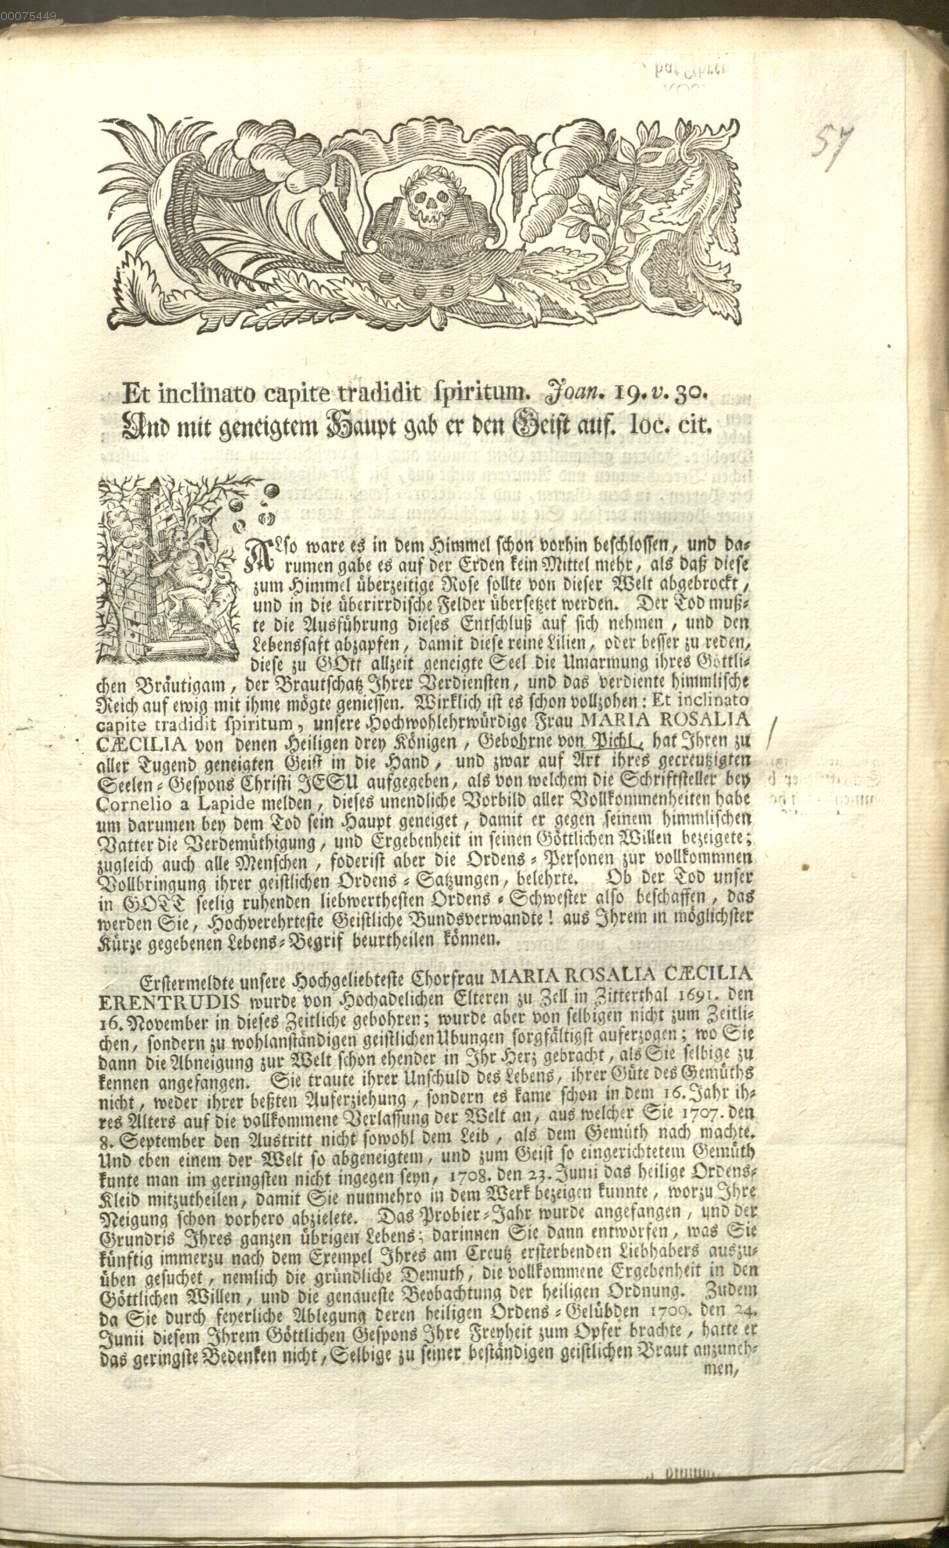 00075449
57
Et inclinato capite tradidit spiritum. Joan. 19. v. 30.
Und mit geneigtem Haupt gab er den Geist auf. loc. cit.
Also ware es in dem Himmel schon vorhin beschlossen, und da-
rumen gabe es auf der Erden kein Mittel mehr, als daß diese
zum Himmel überzeitige Rose sollte von dieser Welt abgebrockt,
und in die überirrdische Felder übersetzet werden. Der Tod muß-
te die Ausführung dieses Entschluß auf sich nehmen, und den
Lebenssaft abzapfen, damit diese reine Lilien, oder besser zu reden,
diese zu GOtt allzeit geneigte Seel die Umarmung ihres Göttli-
chen Bräutigam, der Brautschatz Ihrer Verdiensten, und das verdiente himmlische
Reich auf ewig mit ihme mögte geniessen. Wirklich ist es schon vollzohen: Et inclinato
capite tradidit spiritum, unsere Hochwohlehrwürdige Frau MARIA ROSALIA
CÆCILIA von denen Heiligen drey Königen, Gebohrne von Pichl, hat Ihren zu
aller Tugend geneigten Geist in die Hand, und zwar auf Art ihres gecreutzigten
Seelen-Gespons Christi JESU aufgegeben, als von welchem die Schriftsteller bey
Cornelio a Lapide melden, dieses unendliche Vorbild aller Vollkommenheiten habe
um darumen bey dem Tod sein Haupt geneiget, damit er gegen seinem himmlischen
Vatter die Verdemüthigung, und Ergebenheit in seinen Göttlichen Willen bezeigete;
zugleich auch alle Menschen, foderist aber die Ordens-Personen zur vollkommnen
Vollbringung ihrer geistlichen Ordens-Satzungen, belehrte. Ob der Tod unser
in GOTT seelig ruhenden liebwerthesten Ordens-Schwester also beschaffen, das
werden Sie, Hochverehrteste Geistliche Bundsverwandte! aus Ihrem in möglichster
Kürze gegebenen Lebens-Begrif beurtheilen können.
Erstermeldte unsere Hochgeliebteste Chorfrau MARIA ROSALIA CÆCILIA
ERENTRUDIS wurde von Hochadelichen Elteren zu Zell in Zitterthal 1691. den
16. November in dieses Zeitliche gebohren; wurde aber von selbigen nicht zum Zeitli-
chen, sondern zu wohlanständigen geistlichen Ubungen sorgfältigst auferzogen; wo Sie
dann die Abneigung zur Welt schon ehender in Ihr Herz gebracht, als Sie selbige zu
kennen angefangen. Sie traute ihrer Unschuld des Lebens, ihrer Güte des Gemüths
nicht, weder ihrer beßten Auferziehung, sondern es kame schon in dem 16. Jahr ih-
res Alters auf die vollkommene Verlassung der Welt an, aus welcher Sie 1707. den
8. September den Austritt nicht sowohl dem Leib, als dem Gemüth nach machte.
Und eben einem der Welt so abgeneigtem, und zum Geist so eingerichtetem Gemüth
kunte man im geringsten nicht ingegen seyn, 1708. den 23. Junii das heilige Ordens-
Kleid mitzutheilen, damit Sie nunmehro in dem Werk bezeigen kunnte, worzu Ihre
Neigung schon vorhero abzielete. Das Probier-Jahr wurde angefangen, und der
Grundris Ihres ganzen übrigen Lebens; darinnen Sie dann entworfen, was Sie
künftig immerzu nach dem Exempel Ihres am Creutz ersterbenden Liebhabers auszu-
üben gesuchet, nemlich die gründliche Demuth, die vollkommene Ergebenheit in den
Göttlichen Willen, und die genaueste Beobachtung der heiligen Ordnung. Zudem
da Sie durch feyerliche Ablegung deren heiligen Ordens-Gelübden 1709. den 24.
Junii diesem Ihrem Göttlichen Gespons Ihre Freyheit zum Opfer brachte, hatte er
das geringste Bedenken nicht, Selbige zu seiner beständigen geistlichen Braut anzuneh-
men,